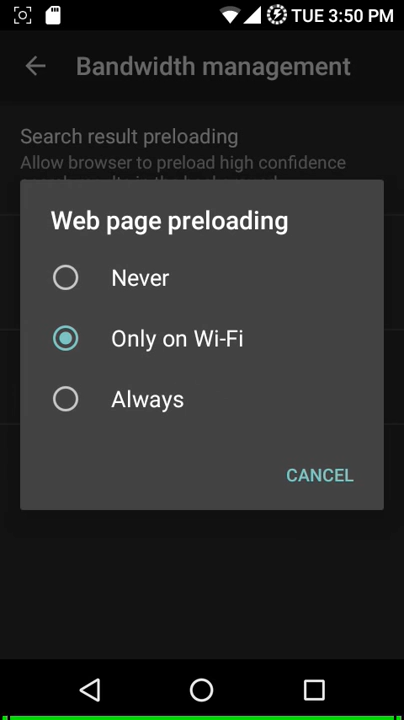 TUE 3:50 PM
Bandwidth management
Search result preloading
Allow browser to preload high confidence
Web page preloading
Never
Only on Wi-Fi
Always
CANCEL